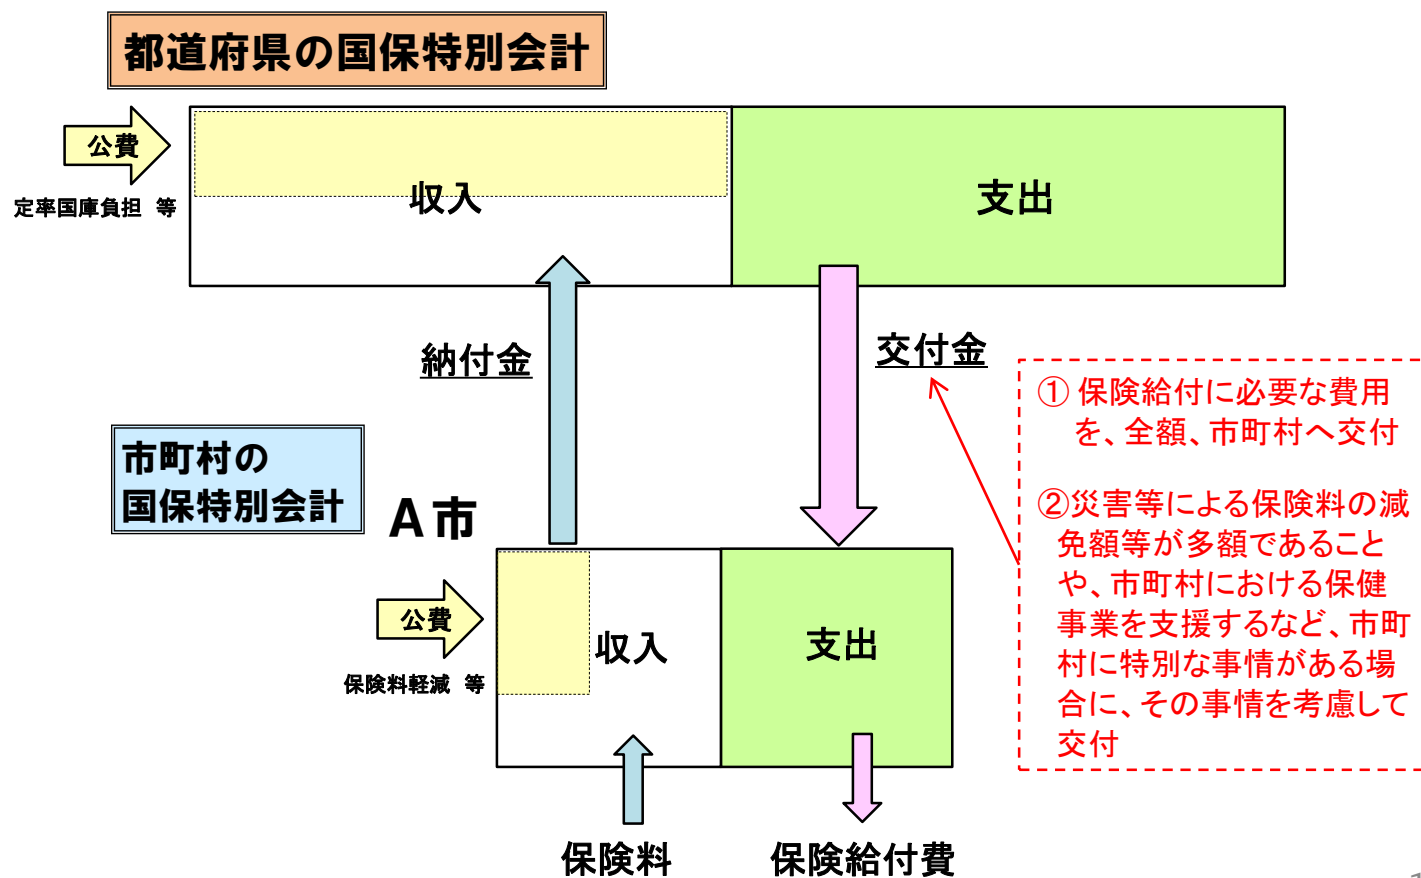 都道府県の国保特別会計
公費
定率国庫負担 等
収入
支出
納付金
交付金
① 保険給付に必要な費用
を、全額、市町村へ交付
②災害等による保険料の減
免額等が多額であること
や、市町村における保健
事業を支援するなど、市町
村に特別な事情がある場
合に、その事情を考慮して
交付
市町村の
国保特別会計
A市
公費
保険料軽減 等
収入
支出
保険料
保険給付費